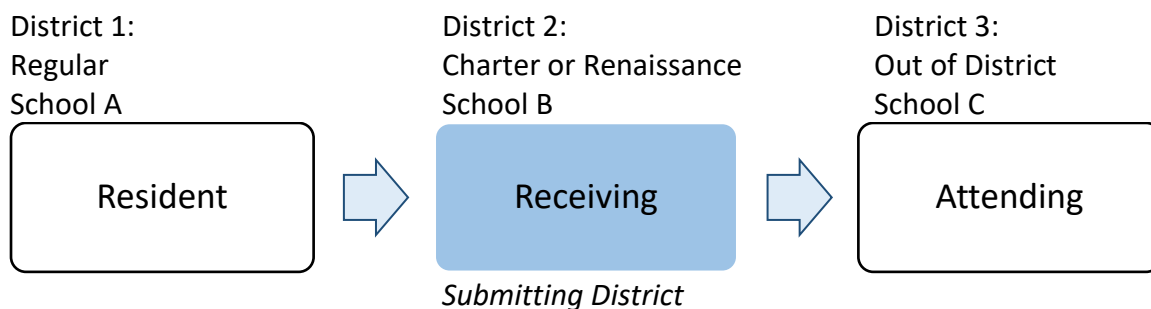 District 1:
Regular
School A
Resident
District 2:
Charter or Renaissance
School B
Receiving
Submitting District
District 3:
Out of District
School C
Attending